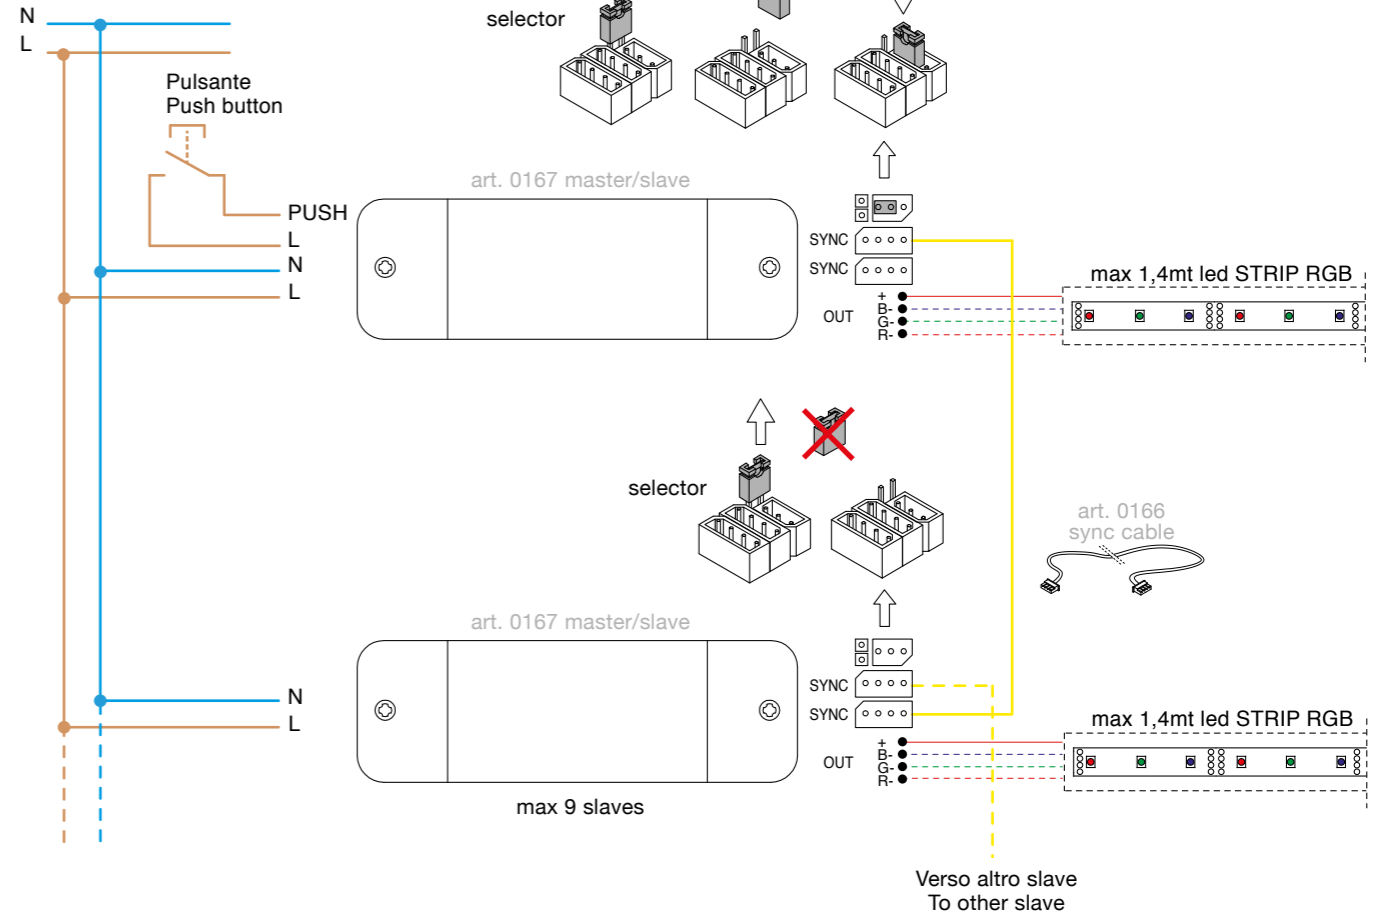 N
selector
L
Pulsante
Push button
art. 0167 master/slave
PUSH
L
N
L
SYNC
SYNC
OUT
+
B-
G-
R-
max 1,4mt led STRIP RGB
selector
art. 0166
sync cable
art. 0167 master/slave
N
L
SYNC
SYNC
OUT
+
B-
G-
R-
max 1,4mt led STRIP RGB
max 9 slaves
Verso altro slave
To other slave